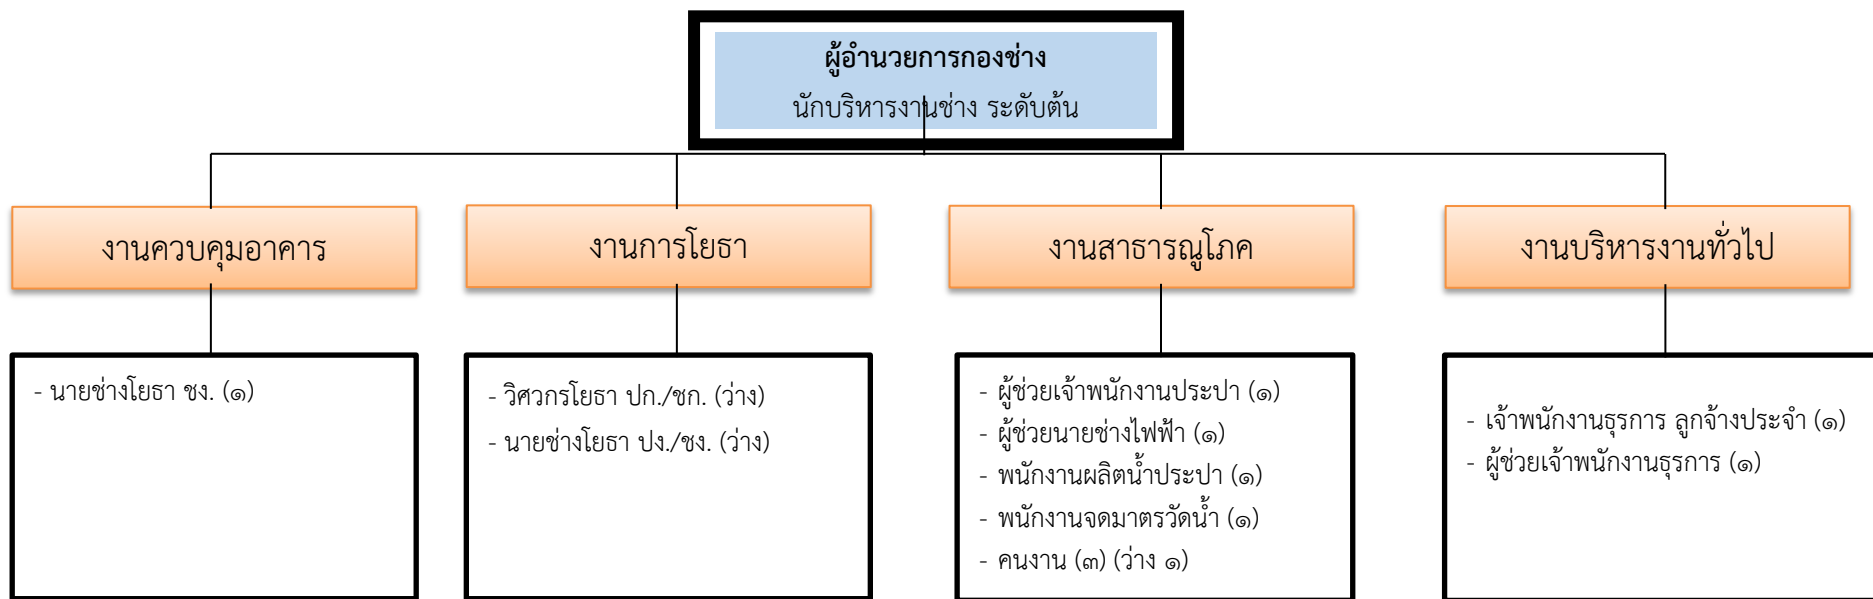 ผู้อำนวยการกองช่าง
นักบริหารงานช่าง ระดับต้น
งานควบคุมอาคาร
- นายช่างโยธา ชง. (๑)
งานการโยธา
- วิศวกรโยธา ปก./ชก. (ว่าง)
- นายช่างโยธา ปง./ชง. (ว่าง)
งานสาธารณูโภค
- ผู้ช่วยเจ้าพนักงานประปา (๑)
- ผู้ช่วยนายช่างไฟฟ้า (๑)
- พนักงานผลิตน้ำประปา (๑)
- พนักงานจดมาตรวัดน้ำ (๑)
- คนงาน (๓) (ว่าง ๑)
งานบริหารงานทั่วไป
- เจ้าพนักงานธุรการ ลูกจ้างประจำ (๑)
- ผู้ช่วยเจ้าพนักงานธุรการ (๑)